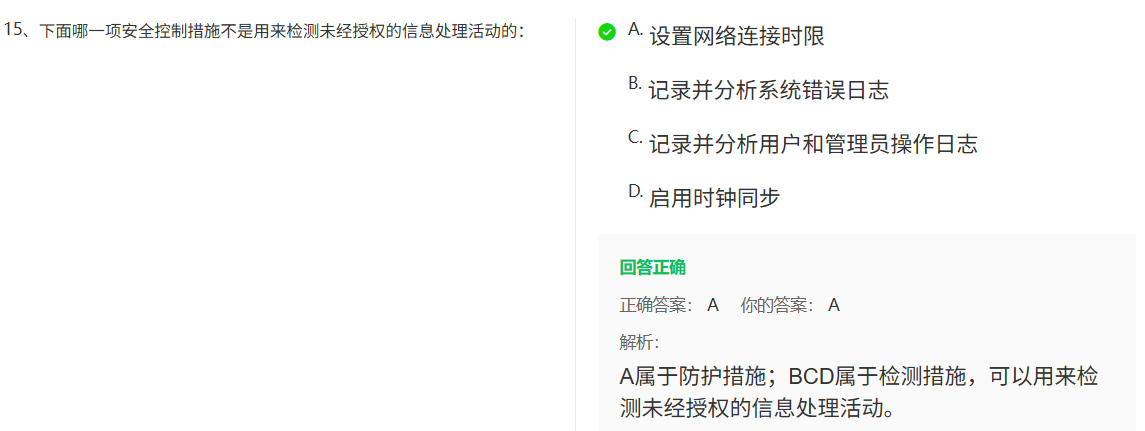 15、下面哪一项安全控制措施不是用来检测未经授权的信息处理活动的：
A. 设置网络连接时限
B. 记录并分析系统错误日志
C. 记录并分析用户和管理员操作日志
D. 启用时钟同步
回答正确
正确答案： A 你的答案： A
解析：
A属于防护措施；BCD属于检测措施，可以用来检
测未经授权的信息处理活动。